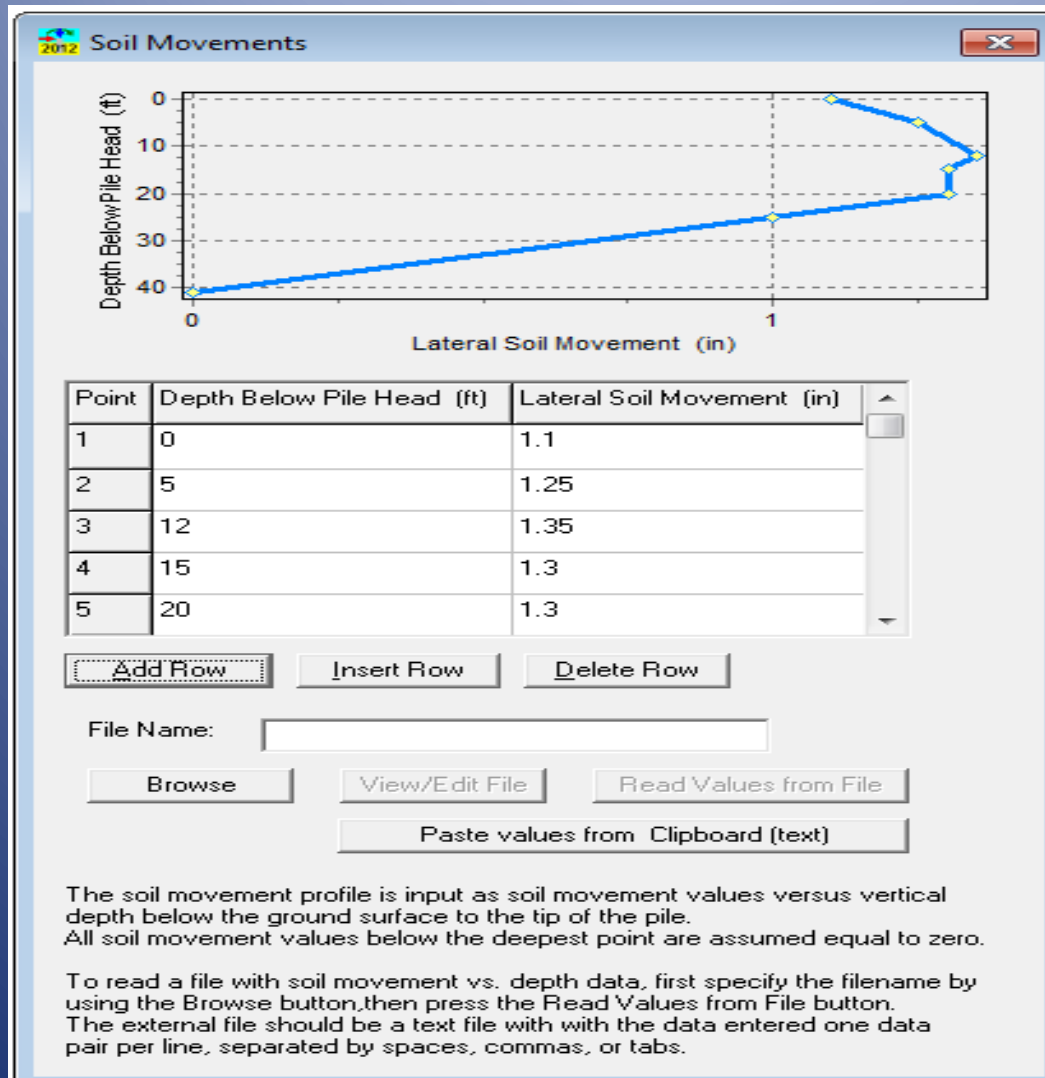 2012 Soil Movements
Depth Below Pile Head (ft)
0
10
20
30
40
0 1
Lateral Soil Movement (in)
Point Depth Below Pile Head (ft) Lateral Soil Movement (in)
1 0 1.1
2 5 1.25
3 12 1.35
4 15 1.3
5 20 1.3
Add Row Insert Row Delete Row
File Name:
Browse View/Edit File Read Values from File
Paste values from Clipboard (text)
The soil movement profile is input as soil movement values versus vertical
depth below the ground surface to the tip of the pile.
All soil movement values below the deepest point are assumed equal to zero.
To read a file with soil movement vs. depth data, first specify the filename by
using the Browse button,then press the Read Values from File button.
The external file should be a text file with with the data entered one data
pair per line, separated by spaces, commas, or tabs.